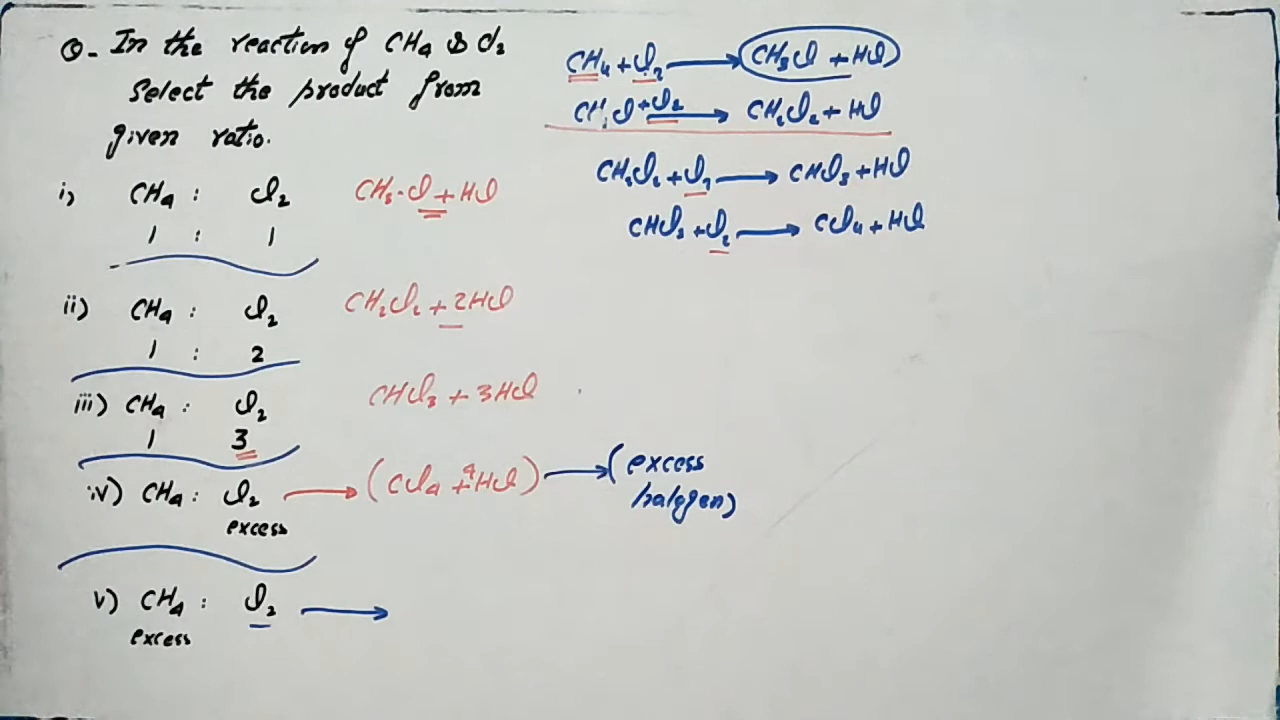 Q- In the reaction of CH4 & Cl2
Select the product from
given ratio.
i) CH4 : Cl2 CH3-Cl + HCl
1 : 1
ii) CH4 : Cl2 CH2Cl2 + 2HCl
1 : 2
iii) CH4 : Cl2 CHCl3 + 3HCl
1 3
iv) CH4 : Cl2 → (CCl4 + 4HCl) → (excess
excess halogen)
v) CH4 : Cl2 →
excess
CH4 + Cl2 → CH3Cl + HCl
CH3Cl + Cl2 → CH2Cl2 + HCl
CH2Cl2 + Cl2 → CHCl3 + HCl
CHCl3 + Cl2 → CCl4 + HCl